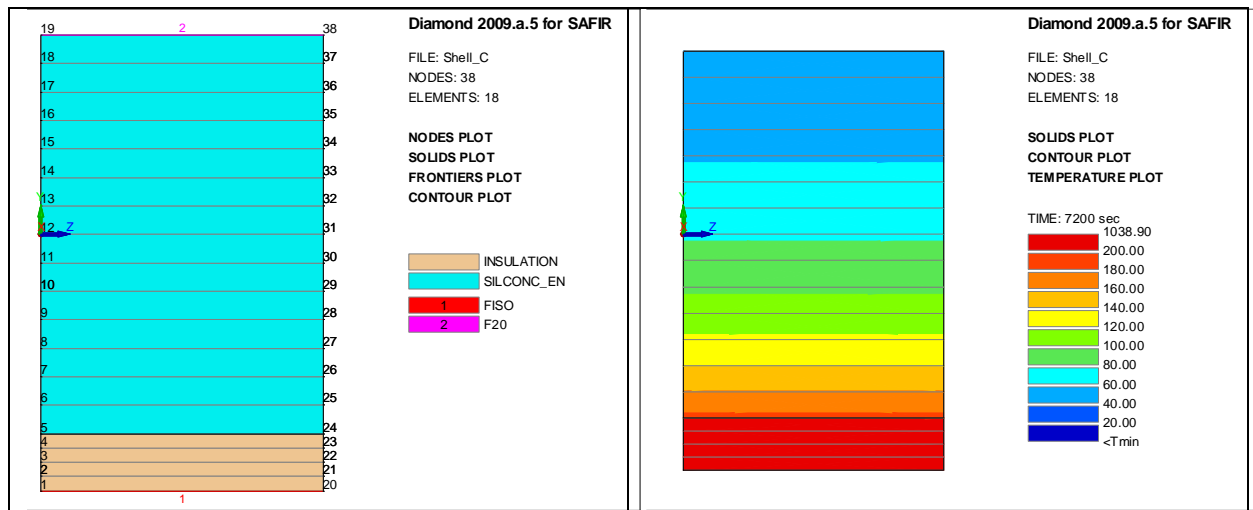 Diamond 2009.a.5 for SAFIR
FILE: Shell_C
NODES: 38
ELEMENTS: 18
NODES PLOT
SOLIDS PLOT
FRONTIERS PLOT
CONTOUR PLOT
INSULATION
SILCONC_EN
1 FISO
2 F20
19 2 38
18 37
17 36
16 35
15 34
14 33
13 32
Y
12 Z 31
11 30
10 29
9 28
8 27
7 26
6 25
5 24
4 23
3 22
2 21
1 20
1
Diamond 2009.a.5 for SAFIR
FILE: Shell_C
NODES: 38
ELEMENTS: 18
SOLIDS PLOT
CONTOUR PLOT
TEMPERATURE PLOT
TIME: 7200 sec
1038.90
200.00
180.00
160.00
140.00
120.00
100.00
80.00
60.00
40.00
20.00
<Tmin
Y
Z